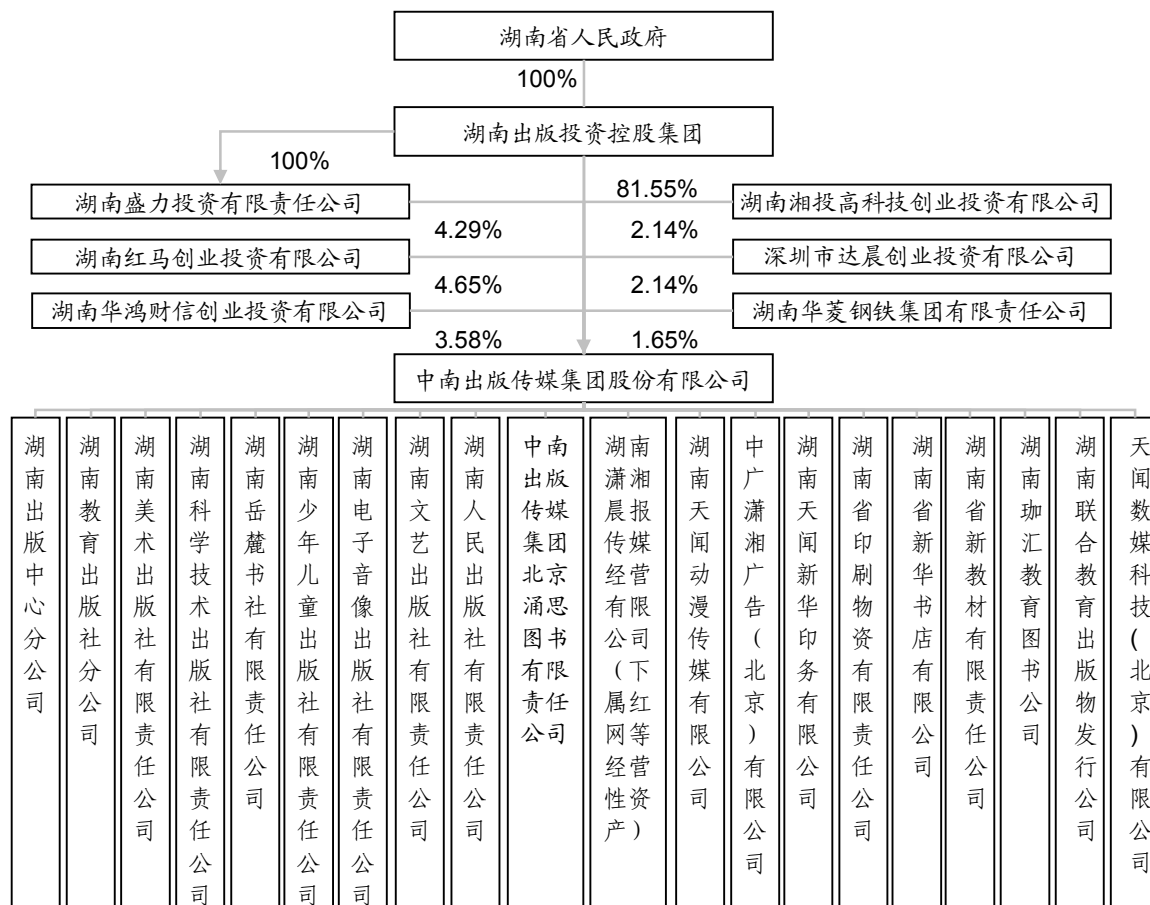 湖南省人民政府
100%
湖南出版投资控股集团
100%
湖南盛力投资有限责任公司
81.55%
湖南湘投高科技创业投资有限公司
4.29%
2.14%
湖南红马创业投资有限公司
深圳市达晨创业投资有限公司
4.65%
2.14%
湖南华鸿财信创业投资有限公司
湖南华菱钢铁集团有限责任公司
3.58%
1.65%
中南出版传媒集团股份有限公司
湖南出版中心分公司
湖南教育出版社分公司
湖南美术出版社有限责任公司
湖南科学技术出版社有限责任公司
湖南岳麓书社有限责任公司
湖南少年儿童出版社有限责任公司
湖南电子音像出版社有限责任公司
湖南文艺出版社有限责任公司
湖南人民出版社有限责任公司
中南出版传媒集团北京涌思图书有限责任公司
湖南潇湘晨报传媒经营有限公司（下属红网等经营性资产）
湖南天闻动漫传媒有限公司
中广潇湘广告（北京）有限公司
湖南天闻新华印务有限公司
湖南省印刷物资有限责任公司
湖南省新华书店有限公司
湖南省新教材有限责任公司
湖南珈汇教育图书公司
湖南联合教育出版物发行公司
天闻数媒科技(北京)有限公司